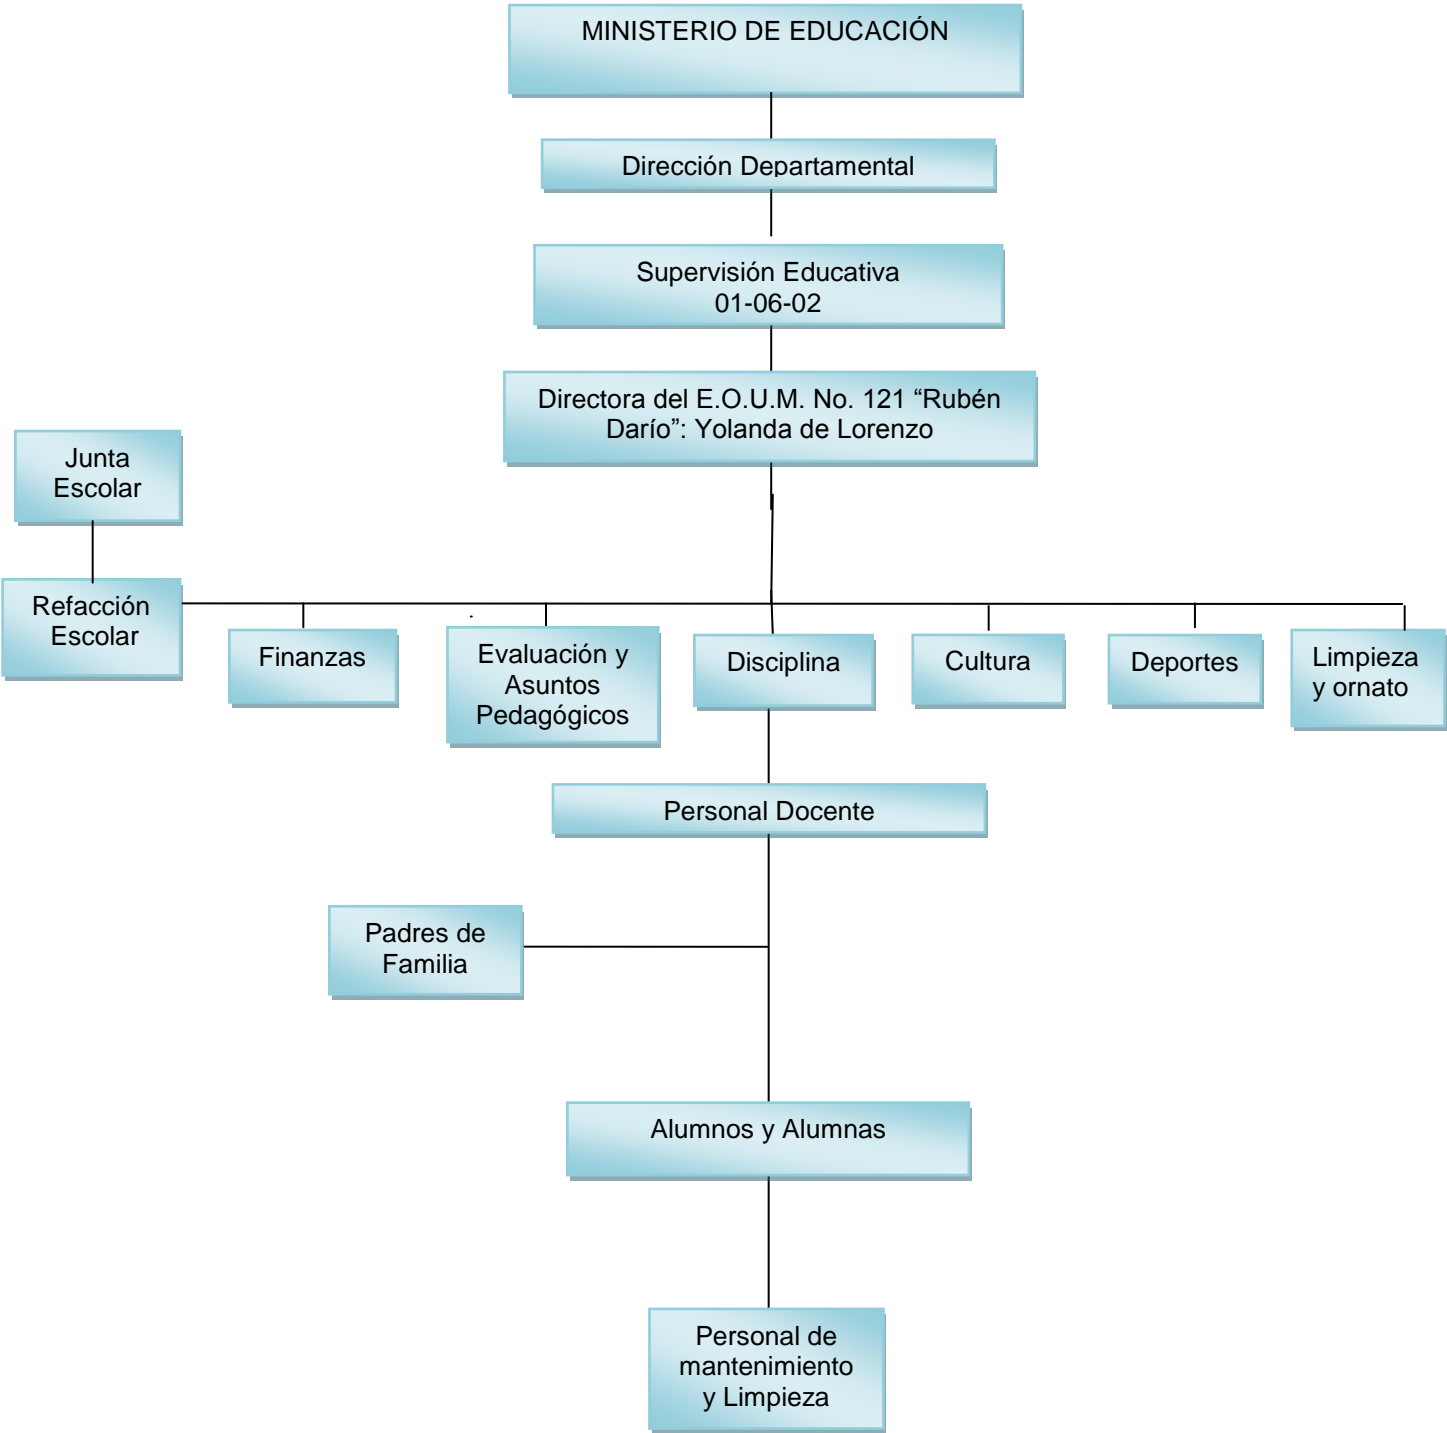 MINISTERIO DE EDUCACIÓN
Dirección Departamental
Supervisión Educativa
01-06-02
Directora del E.O.U.M. No. 121 “Rubén
Darío”: Yolanda de Lorenzo
Junta
Escolar
Refacción
Escolar
Finanzas
Evaluación y
Asuntos
Pedagógicos
Disciplina
Cultura
Deportes
Limpieza
y ornato
Personal Docente
Padres de
Familia
Alumnos y Alumnas
Personal de
mantenimiento
y Limpieza